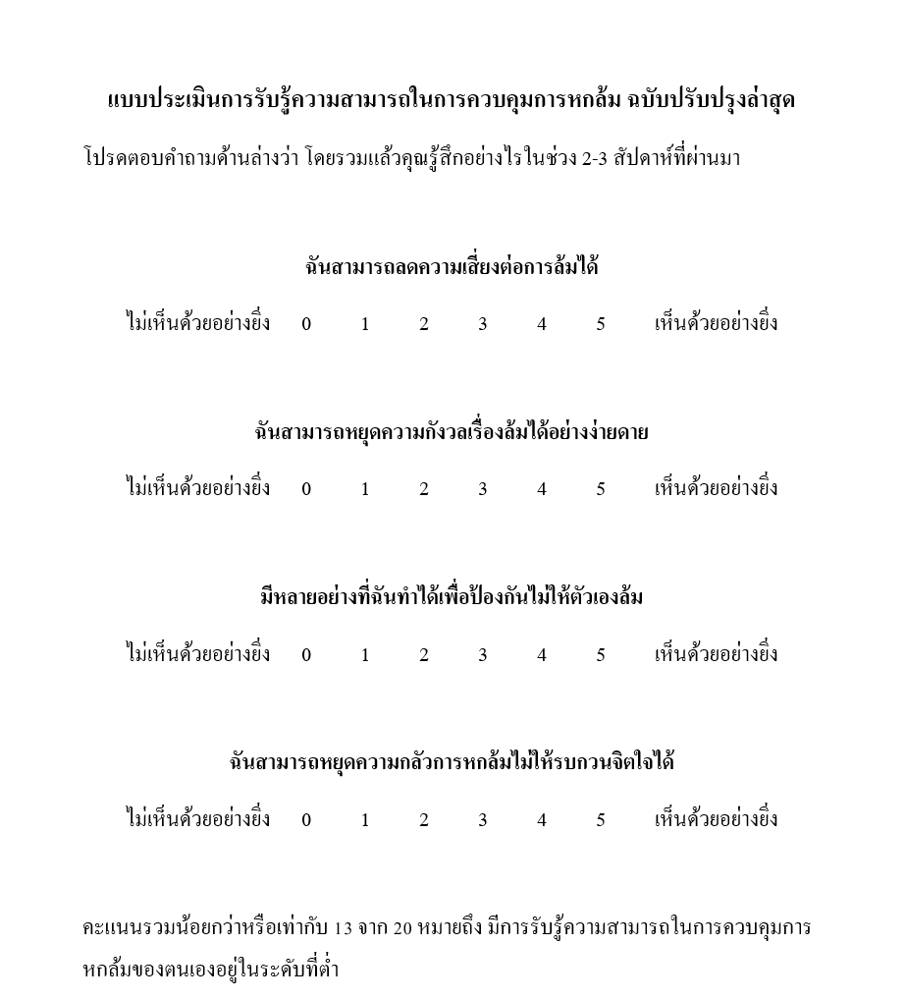 แบบประเมินการรับรู้ความสามารถในการควบคุมการหกล้ม ฉบับปรับปรุงล่าสุด
โปรดตอบคำถามด้านล่างว่า โดยรวมแล้วคุณรู้สึกอย่างไรในช่วง 2-3 สัปดาห์ที่ผ่านมา
ฉันสามารถลดความเสี่ยงต่อการล้มได้
ไม่เห็นด้วยอย่างยิ่ง 0 1 2 3 4 5 เห็นด้วยอย่างยิ่ง
ฉันสามารถหยุดความกังวลเรื่องล้มได้อย่างง่ายดาย
ไม่เห็นด้วยอย่างยิ่ง 0 1 2 3 4 5 เห็นด้วยอย่างยิ่ง
มีหลายอย่างที่ฉันทำได้เพื่อป้องกันไม่ให้ตัวเองล้ม
ไม่เห็นด้วยอย่างยิ่ง 0 1 2 3 4 5 เห็นด้วยอย่างยิ่ง
ฉันสามารถหยุดความกลัวการหกล้มไม่ให้รบกวนจิตใจได้
ไม่เห็นด้วยอย่างยิ่ง 0 1 2 3 4 5 เห็นด้วยอย่างยิ่ง
คะแนนรวมน้อยกว่าหรือเท่ากับ 13 จาก 20 หมายถึง มีการรับรู้ความสามารถในการควบคุมการ
หกล้มของตนเองอยู่ในระดับที่ต่ำ